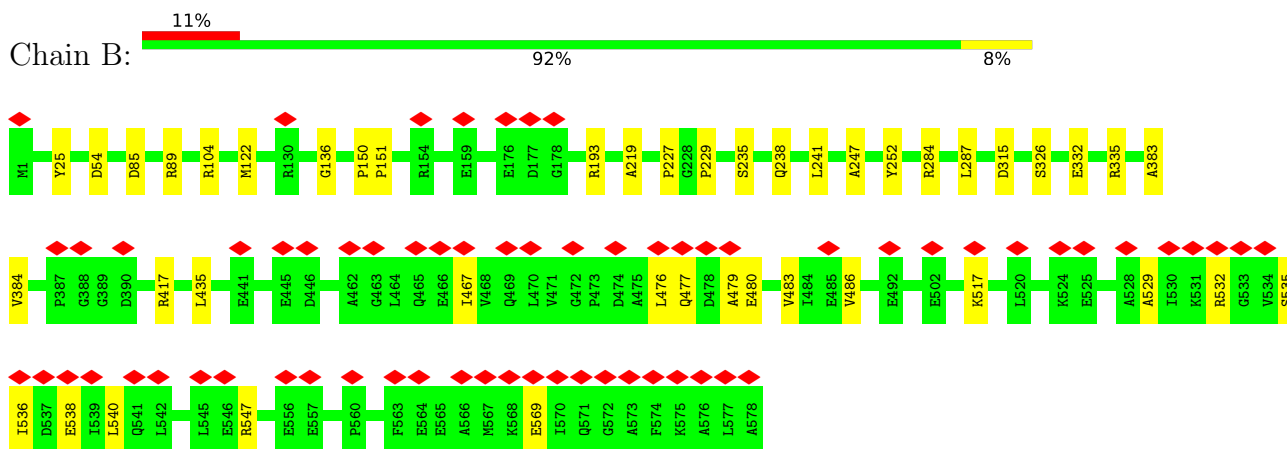 11%
Chain B:
92% 8%
M1 Y25 D54 D85 R89 R104 M122 R130 G136 P150 P151 R154 E159 E176 D177 G178 R193 A219 P227 G228 P229 S235 Q238 L241 A247 Y252 R284 L287 D315 S326 E332 R335 A383
V384 P387 G388 G389 D390 R417 L435 E441 E445 D446 A462 G463 L464 Q465 E466 I467 V468 Q469 L470 V471 G472 P473 D474 A475 L476 Q477 D478 A479 E480 V483 I484 E485 V486 E492 E502 K517 L520 K524 E525 A528 A529 I530 K531 R532 G533 V534 S535
I536 D537 E538 I539 L540 Q541 L542 L545 E546 R547 E556 E557 P560 F563 E564 E565 A566 M567 K568 E569 I570 Q571 G572 A573 F574 K575 A576 L577 A578